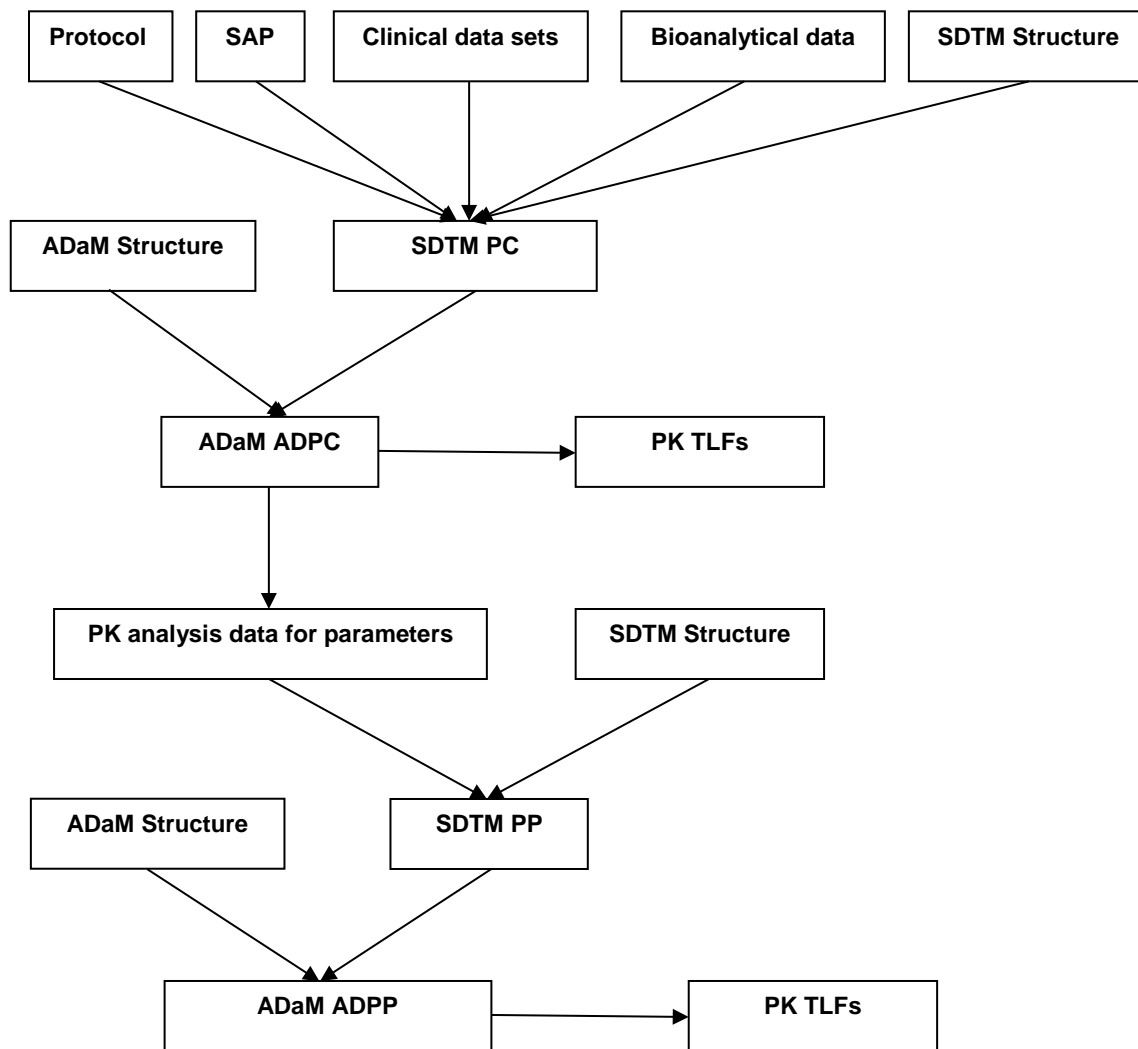 Protocol
SAP
Clinical data sets
Bioanalytical data
SDTM Structure
ADaM Structure
SDTM PC
ADaM ADPC
PK TLFs
PK analysis data for parameters
SDTM Structure
ADaM Structure
SDTM PP
ADaM ADPP
PK TLFs